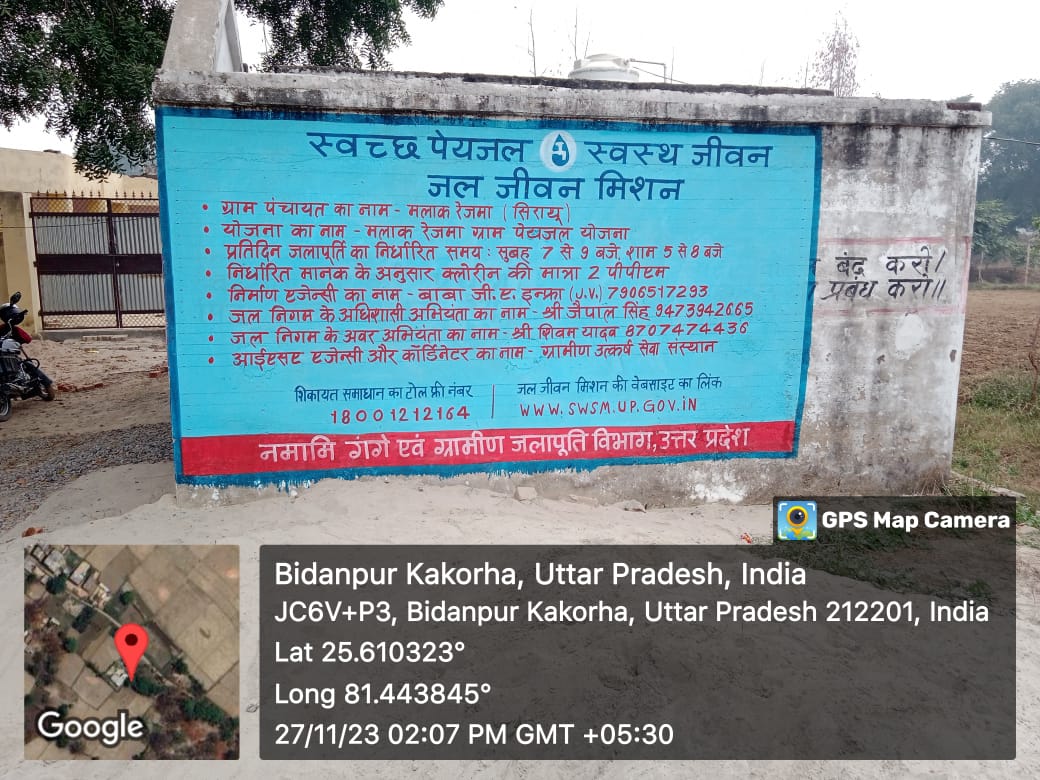 स्वच्छ पेयजल स्वस्थ जीवन
जल जीवन मिशन
• ग्राम पंचायत का नाम - मलाक रेजमा (सिराथू)
• योजना का नाम - मलाक रेजमा ग्राम पेयजल योजना
• प्रतिदिन जलापूर्ति का निर्धारित समय: सुबह 7 से 9 बजे, शाम 5 से 8 बजे
• निर्धारित मानक के अनुसार क्लोरीन की मात्रा 2 पीपीएम
• निर्माण एजेन्सी का नाम - बाबा जी. ए. इन्फ्रा (J.V.) 7906517293
• जल निगम के अधिशासी अभियंता का नाम - श्री जैपाल सिंह 9473942665
• जल निगम के अवर अभियंता का नाम - श्री शिवम यादव 8707474436
• आईएसए एजेन्सी और कॉर्डिनेटर का नाम - ग्रामीण उत्कर्ष सेवा संस्थान
शिकायत समाधान का टोल फ्री नंबर
18001212164
जल जीवन मिशन की वेबसाइट का लिंक
WWW.SWSM.UP.GOV.IN
नमामि गंगे एवं ग्रामीण जलापूर्ति विभाग, उत्तर प्रदेश
बंद करो/
प्रबंध करो॥
GPS Map Camera
Bidanpur Kakorha, Uttar Pradesh, India
JC6V+P3, Bidanpur Kakorha, Uttar Pradesh 212201, India
Lat 25.610323°
Long 81.443845°
27/11/23 02:07 PM GMT +05:30
Google